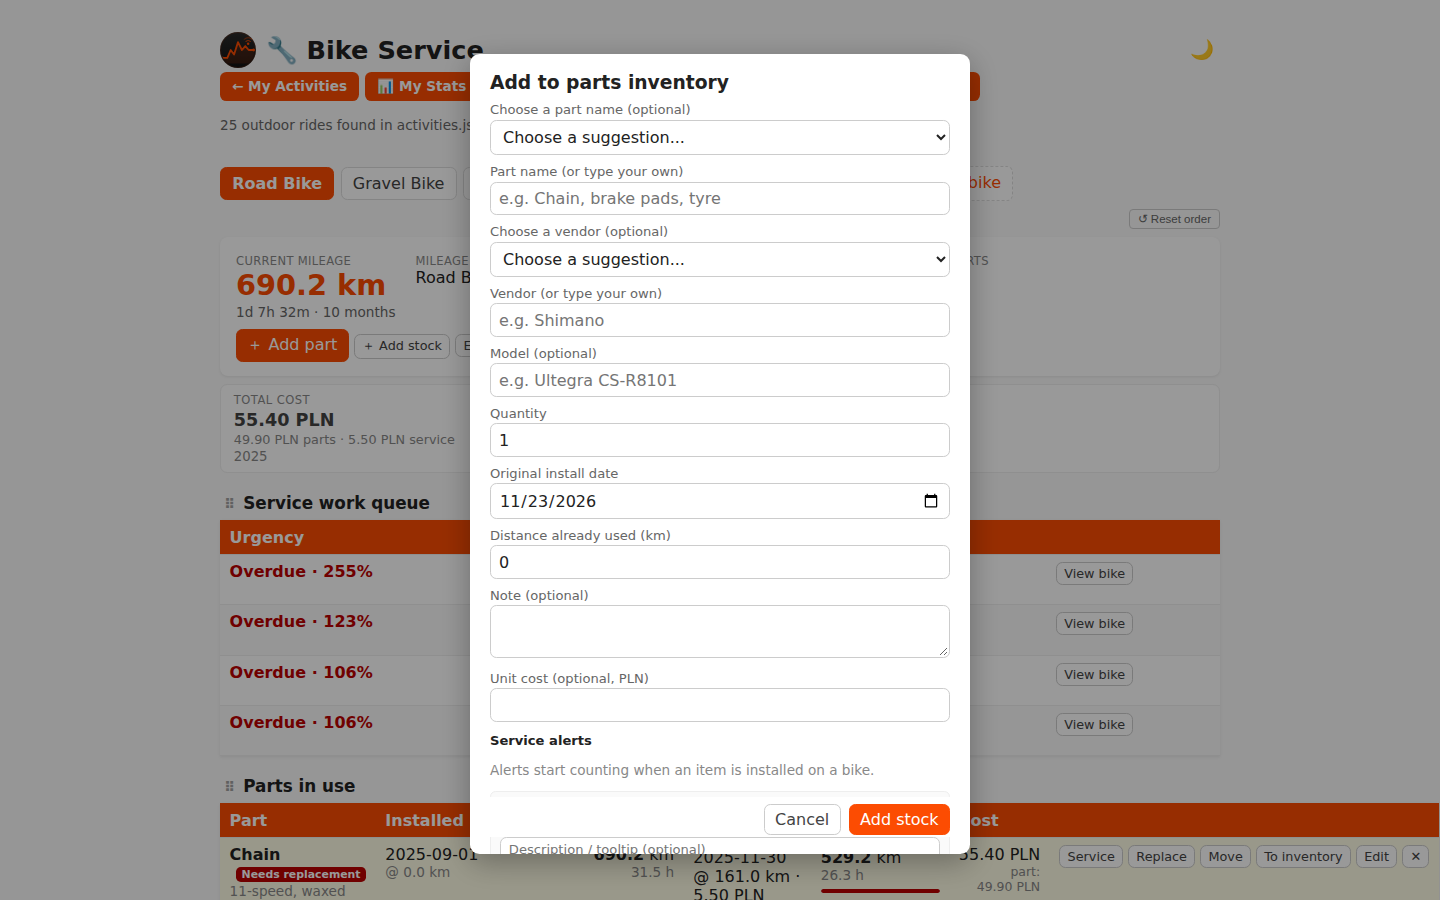 🔧 Bike Service
🌙
← My Activities
📊 My Stats
25 outdoor rides found in activities.js
Road Bike
Gravel Bike
bike
↺ Reset order
CURRENT MILEAGE
690.2 km
1d 7h 32m · 10 months
MILEAGE
Road B
RTS
+ Add part
+ Add stock
E
TOTAL COST
55.40 PLN
49.90 PLN parts · 5.50 PLN service
2025
Service work queue
Urgency
Overdue · 255%
View bike
Overdue · 123%
View bike
Overdue · 106%
View bike
Overdue · 106%
View bike
Parts in use
Part
Installed
ost
Chain
Needs replacement
11-speed, waxed
2025-09-01
@ 0.0 km
690.2 km
31.5 h
2025-11-30
@ 161.0 km ·
5.50 PLN
529.2 km
26.3 h
55.40 PLN
part:
49.90 PLN
Service
Replace
Move
To inventory
Edit
✕
Add to parts inventory
Choose a part name (optional)
Choose a suggestion...
Part name (or type your own)
e.g. Chain, brake pads, tyre
Choose a vendor (optional)
Choose a suggestion...
Vendor (or type your own)
e.g. Shimano
Model (optional)
e.g. Ultegra CS-R8101
Quantity
1
Original install date
11/23/2026
Distance already used (km)
0
Note (optional)
Unit cost (optional, PLN)
Service alerts
Alerts start counting when an item is installed on a bike.
Cancel
Add stock
Description / tooltip (optional)